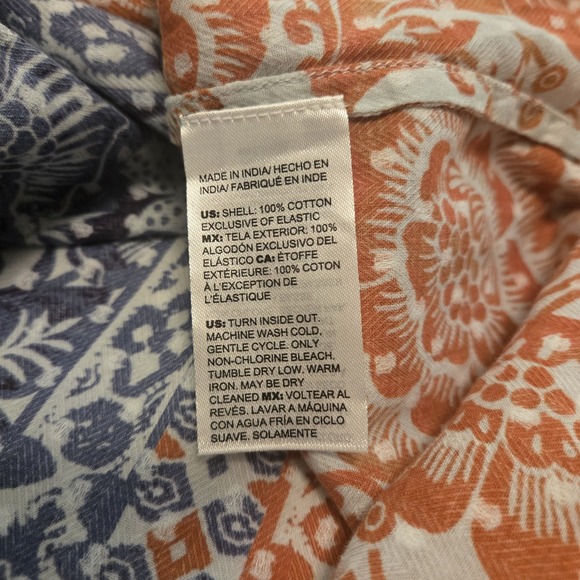 MADE IN INDIA/ HECHO EN
INDIA/ FABRIQUÉ EN INDE
US: SHELL: 100% COTTON
EXCLUSIVE OF ELASTIC
MX: TELA EXTERIOR: 100%
ALGODÓN EXCLUSIVO DEL
ELÁSTICO CA: ÉTOFFE
EXTÉRIEURE: 100% COTON
À L'EXCEPTION DE
L'ÉLASTIQUE
US: TURN INSIDE OUT.
MACHINE WASH COLD,
GENTLE CYCLE. ONLY
NON-CHLORINE BLEACH.
TUMBLE DRY LOW. WARM
IRON. MAY BE DRY
CLEANED MX: VOLTEAR AL
REVÉS. LAVAR A MÁQUINA
CON AGUA FRÍA EN CICLO
SUAVE. SOLAMENTE